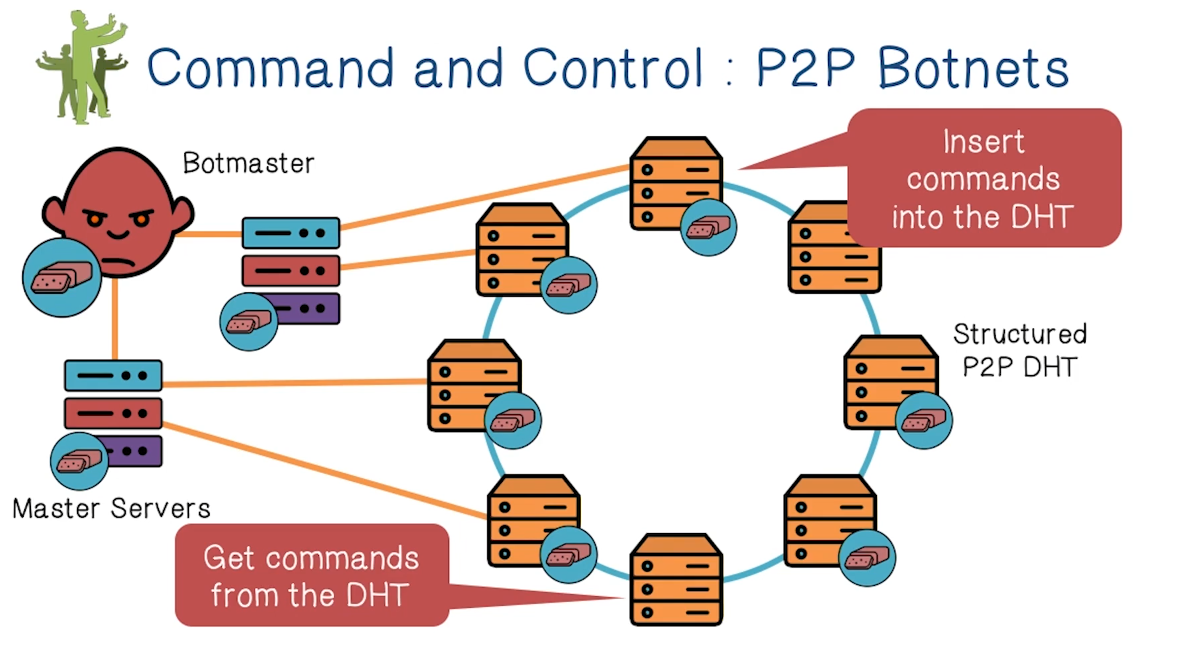 Command and Control : P2P Botnets
Botmaster
Insert
commands
into the DHT
Structured
P2P DHT
Master Servers
Get commands
from the DHT